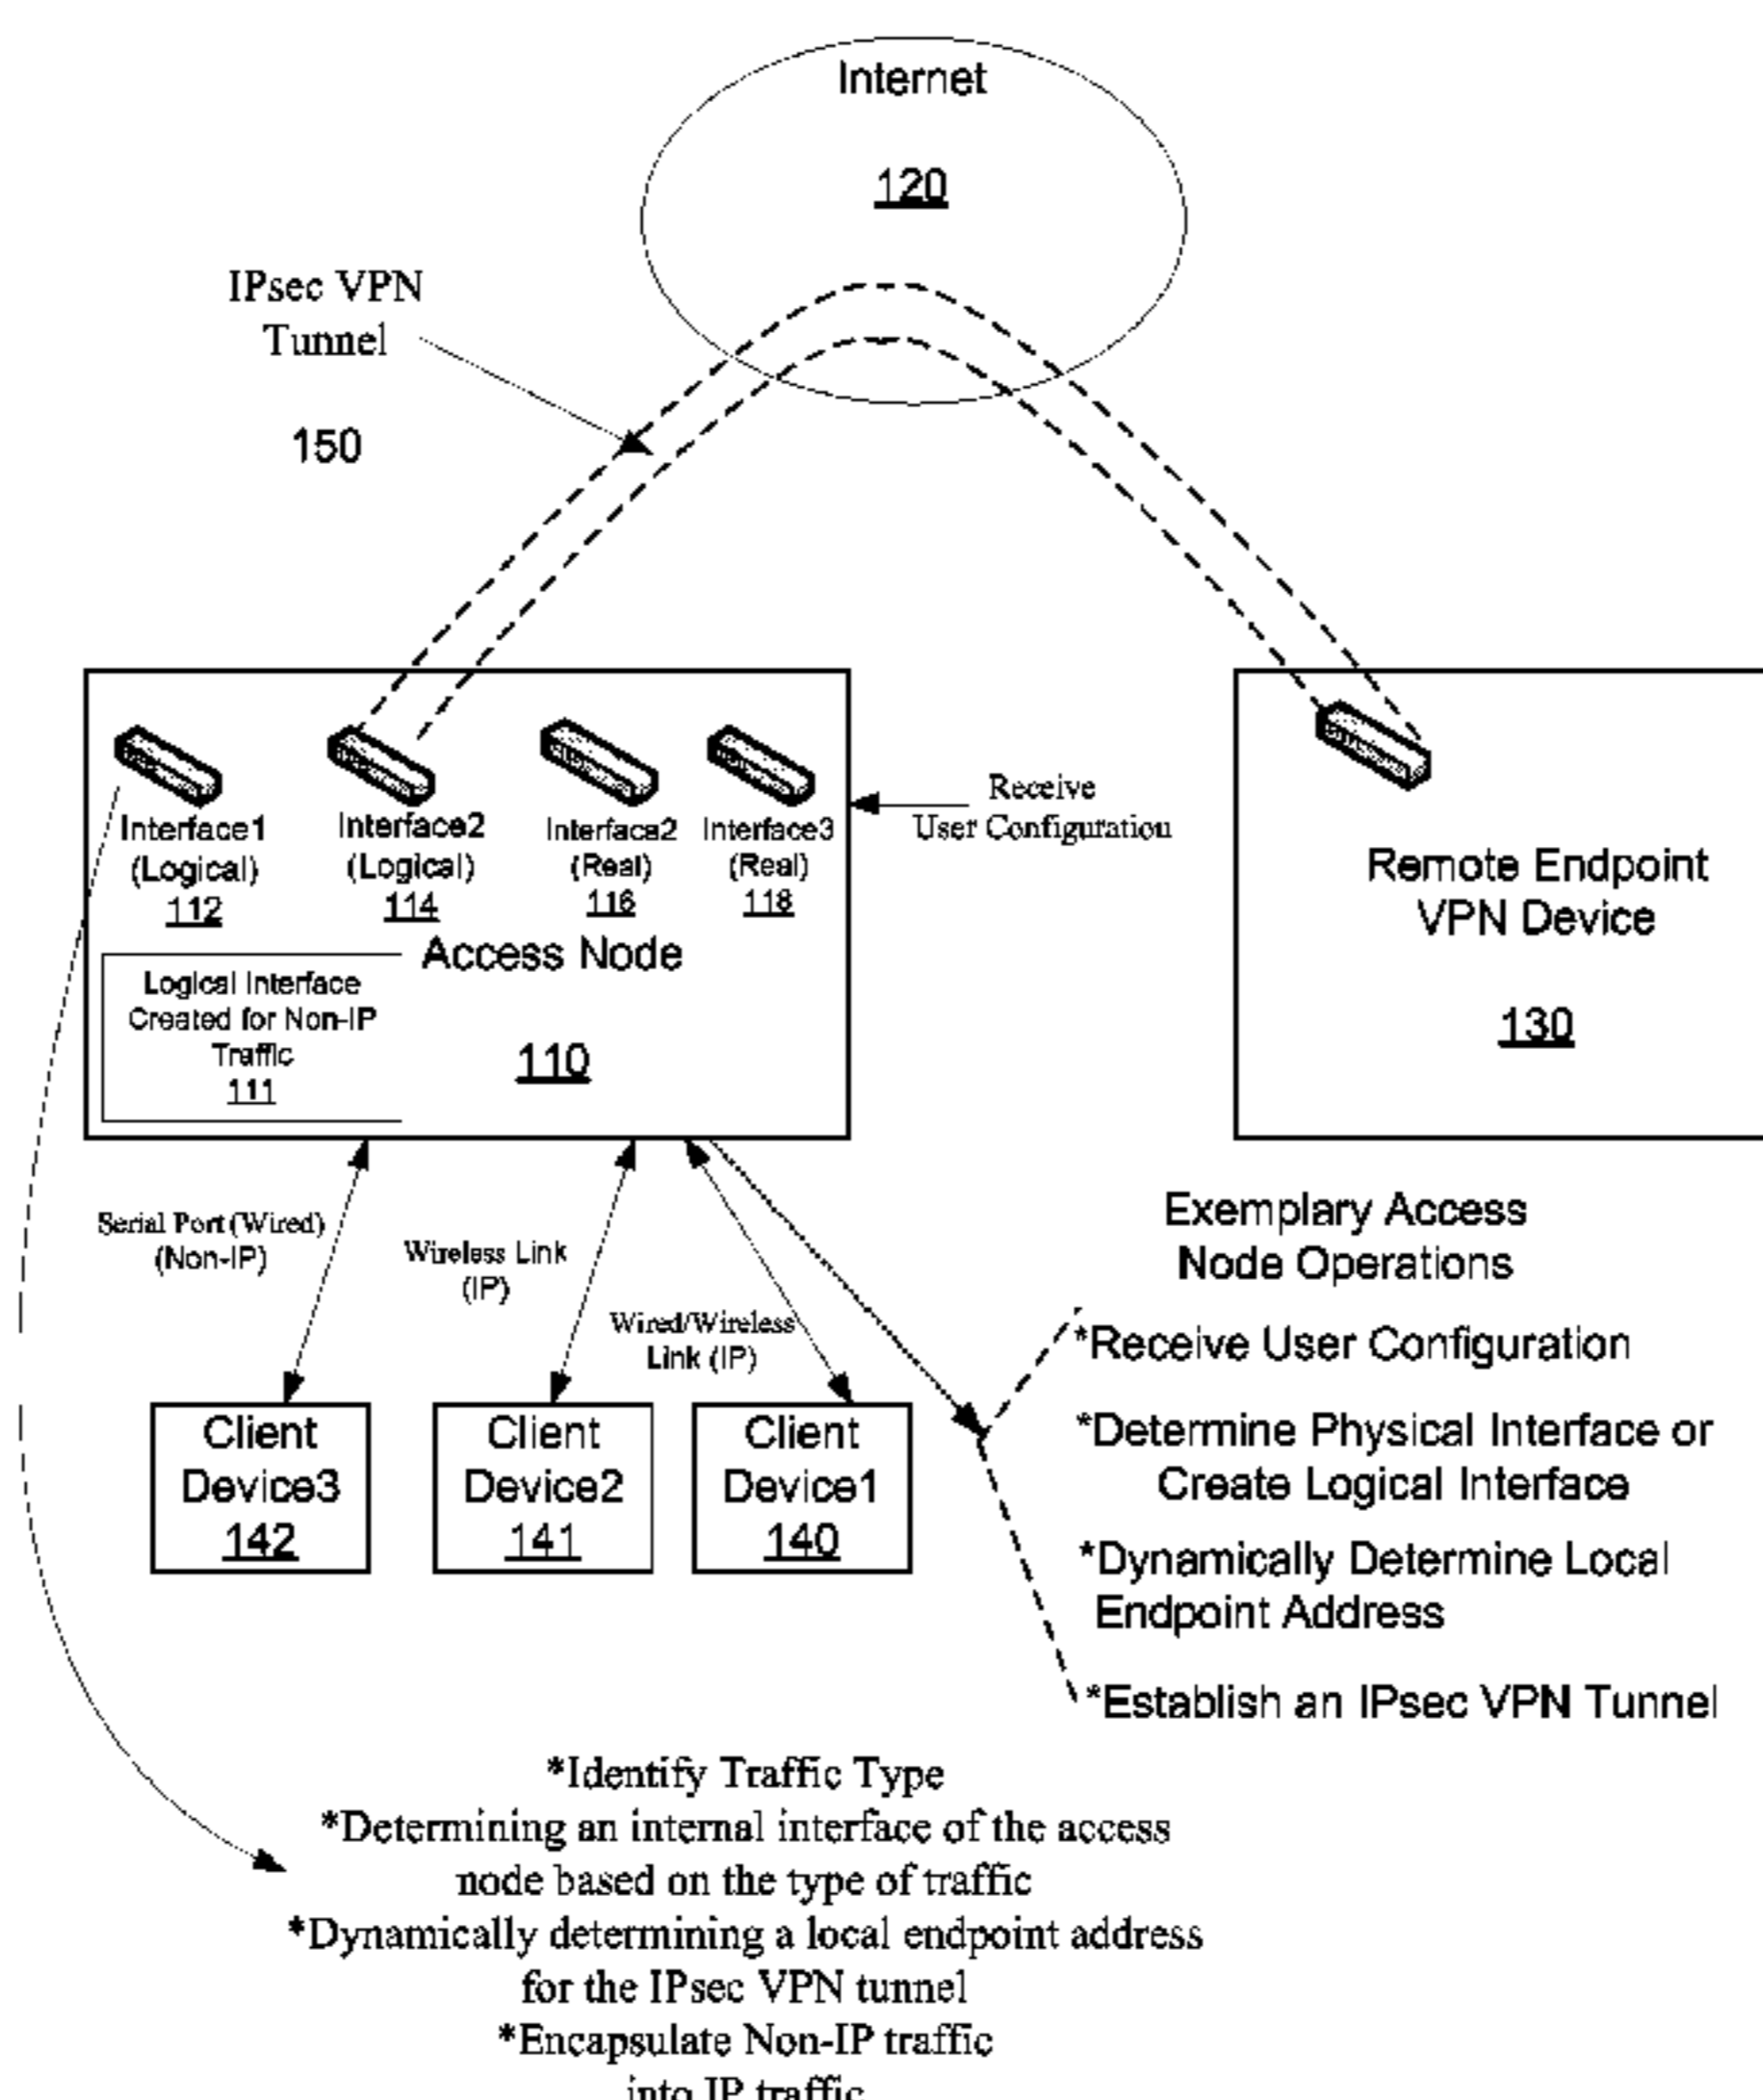 Internet
120
IPsec VPN
Tunnel
150
Interface1
(Logical)
112
Interface2
(Logical)
114
Interface2
(Real)
116
Interface3
(Real)
118
Receive
User Configuration
Access Node
110
Logical Interface
Created for Non-IP
Traffic
111
Remote Endpoint
VPN Device
130
Serial Port (Wired)
(Non-IP)
Wireless Link
(IP)
Wired/Wireless
Link (IP)
Client
Device3
142
Client
Device2
141
Client
Device1
140
Exemplary Access
Node Operations
*Receive User Configuration
*Determine Physical Interface or
Create Logical Interface
*Dynamically Determine Local
Endpoint Address
*Establish an IPsec VPN Tunnel
*Identify Traffic Type
*Determining an internal interface of the access
node based on the type of traffic
*Dynamically determining a local endpoint address
for the IPsec VPN tunnel
*Encapsulate Non-IP traffic
into IP traffic